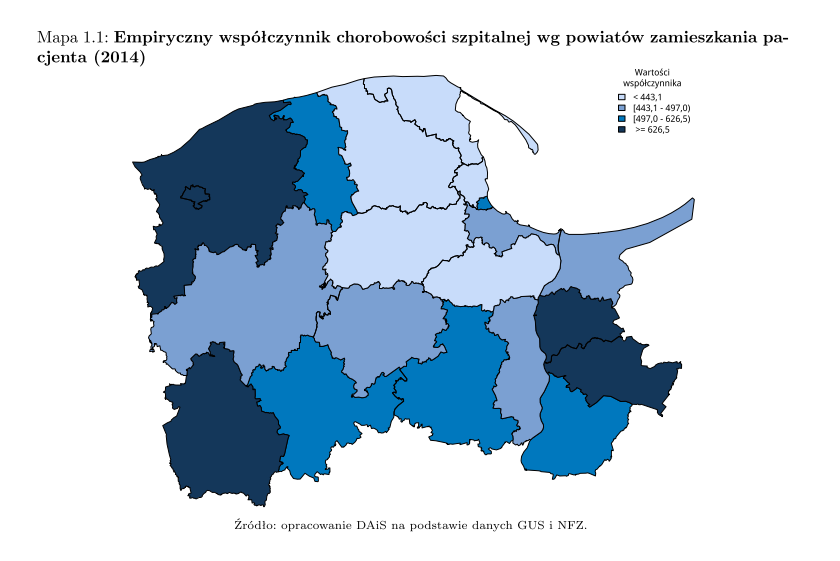 Mapa 1.1: Empiryczny współczynnik chorobowości szpitalnej wg powiatów zamieszkania pa-
cjenta (2014)
Wartości
współczynnika
< 443,1
[443,1 - 497,0)
[497,0 - 626,5)
>= 626,5
Źródło: opracowanie DAiS na podstawie danych GUS i NFZ.